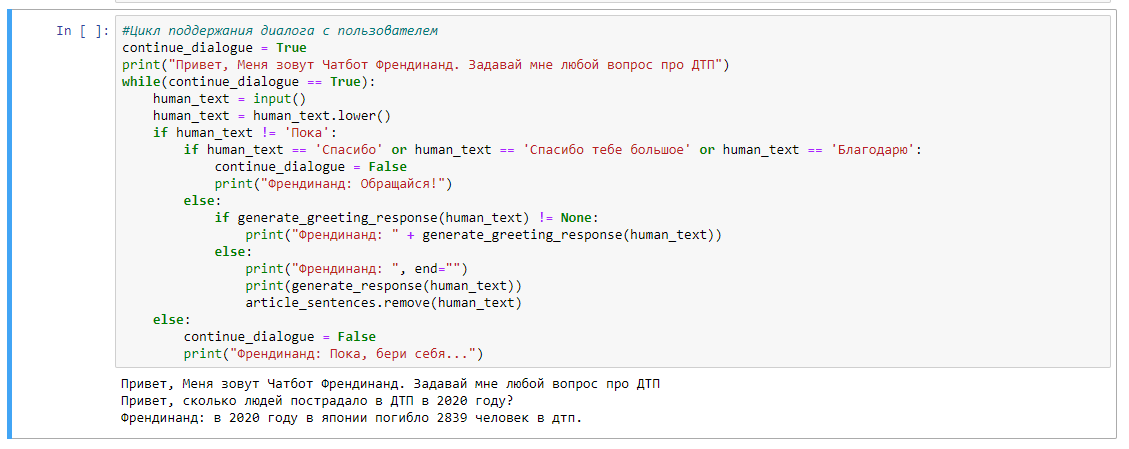 In [ ]: #Цикл поддержания диалога с пользователем
continue_dialogue = True
print("Привет, Меня зовут Чатбот Френдинанд. Задавай мне любой вопрос про ДТП")
while(continue_dialogue == True):
    human_text = input()
    human_text = human_text.lower()
    if human_text != 'Пока':
        if human_text == 'Спасибо' or human_text == 'Спасибо тебе большое' or human_text == 'Благодарю':
            continue_dialogue = False
            print("Френдинанд: Обращайся!")
        else:
            if generate_greeting_response(human_text) != None:
                print("Френдинанд: " + generate_greeting_response(human_text))
            else:
                print("Френдинанд: ", end="")
                print(generate_response(human_text))
                article_sentences.remove(human_text)
    else:
        continue_dialogue = False
        print("Френдинанд: Пока, бери себя...")
Привет, Меня зовут Чатбот Френдинанд. Задавай мне любой вопрос про ДТП
Привет, сколько людей пострадало в ДТП в 2020 году?
Френдинанд: в 2020 году в японии погибло 2839 человек в дтп.